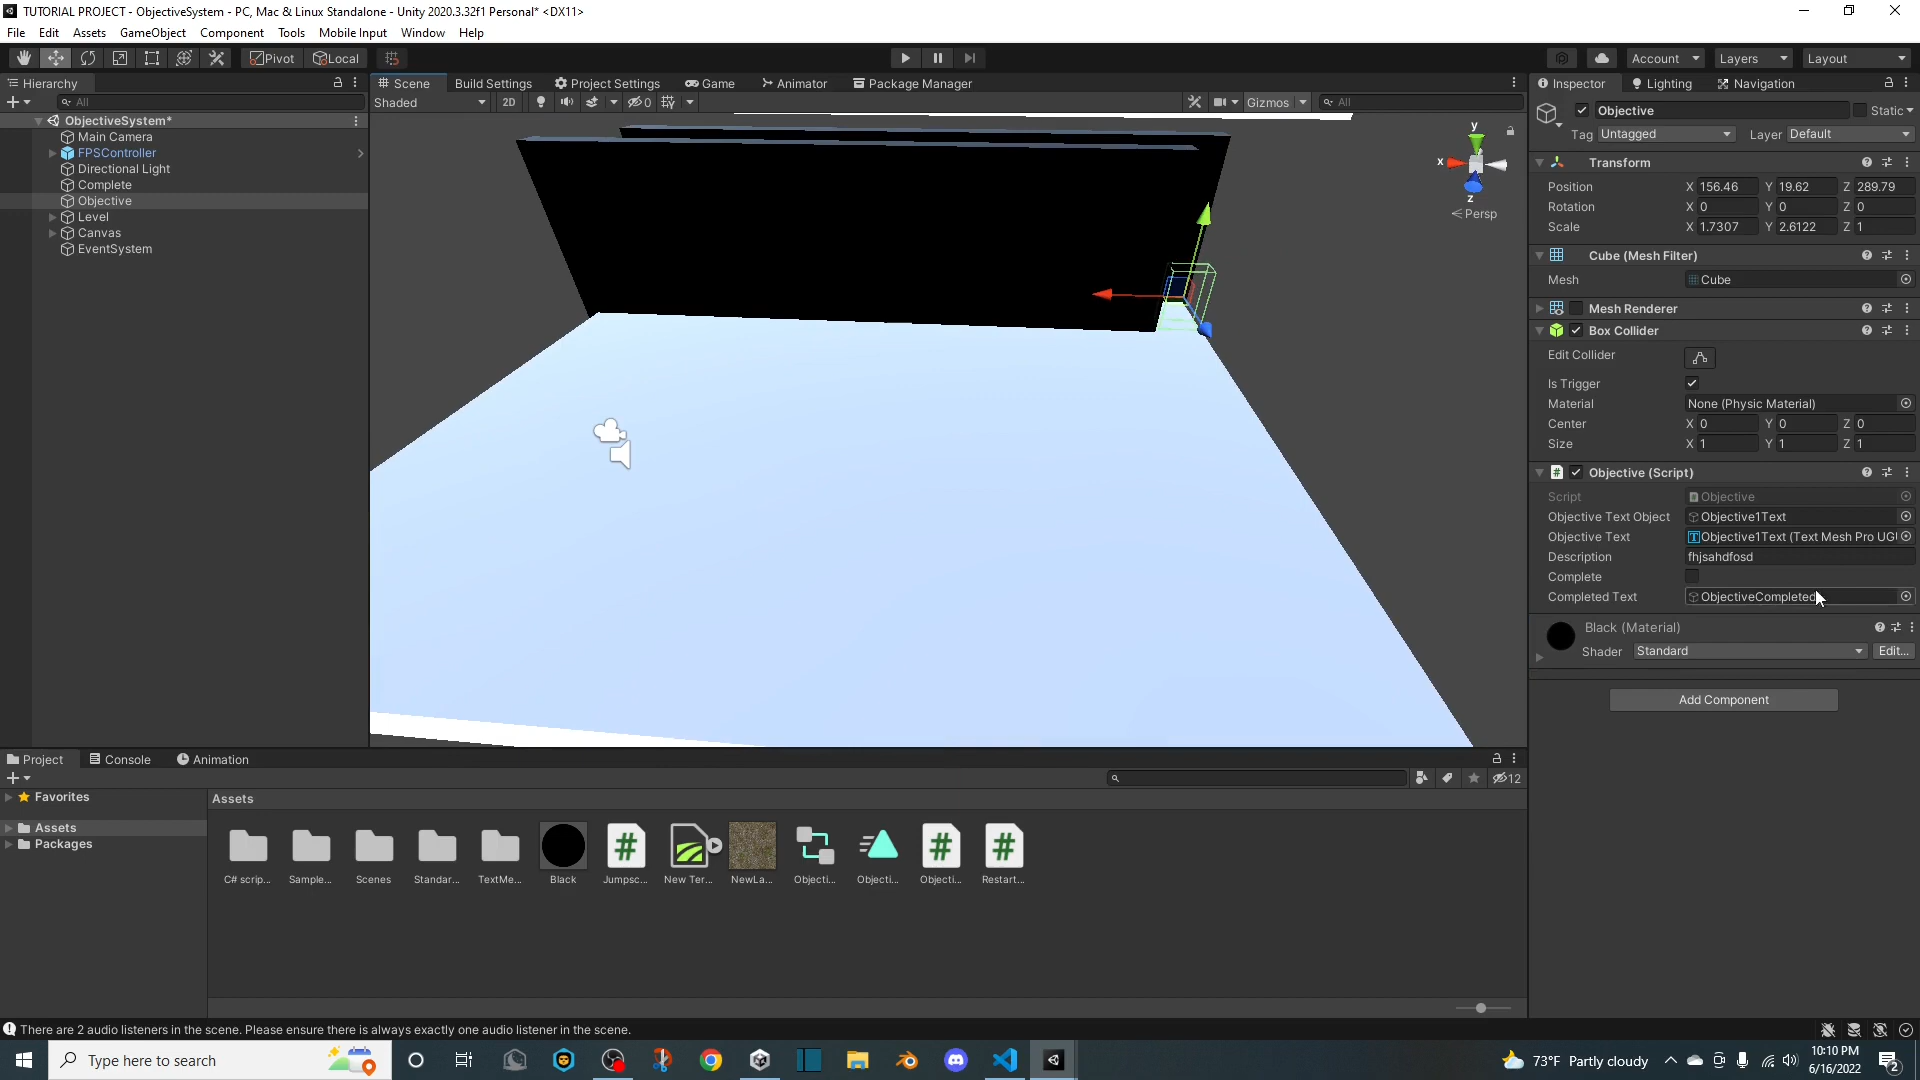 TUTORIAL PROJECT - ObjectiveSystem - PC, Mac & Linux Standalone - Unity 2020.3.32f1 Personal* <DX11>
File Edit Assets GameObject Component Tools Mobile Input Window Help
Pivot Local Account Layers Layout
Hierarchy
All
ObjectiveSystem*
Main Camera
FPSController
Directional Light
Complete
Objective
Level
Canvas
EventSystem
Scene Build Settings Project Settings Game Animator Package Manager
Shaded 2D 0 Gizmos All
y
x
z
Persp
Inspector Lighting Navigation
Objective Static
Tag Untagged Layer Default
Transform
Position X 156.46 Y 19.62 Z 289.79
Rotation X 0 Y 0 Z 0
Scale X 1.7307 Y 2.6122 Z 1
Cube (Mesh Filter)
Mesh Cube
Mesh Renderer
Box Collider
Edit Collider
Is Trigger
Material None (Physic Material)
Center X 0 Y 0 Z 0
Size X 1 Y 1 Z 1
Objective (Script)
Script Objective
Objective Text Object Objective1Text
Objective Text Objective1Text (Text Mesh Pro UGU
Description fhjsahdfosd
Complete
Completed Text ObjectiveCompleted
Black (Material)
Shader Standard Edit...
Add Component
Project Console Animation
12
Favorites
Assets
Packages
Assets
C# scrip... Sample... Scenes Standar... TextMe... Black Jumpsc... New Ter... NewLa... Objecti... Objecti... Objecti... Restart...
There are 2 audio listeners in the scene. Please ensure there is always exactly one audio listener in the scene.
Type here to search
73°F Partly cloudy
10:10 PM
6/16/2022
2